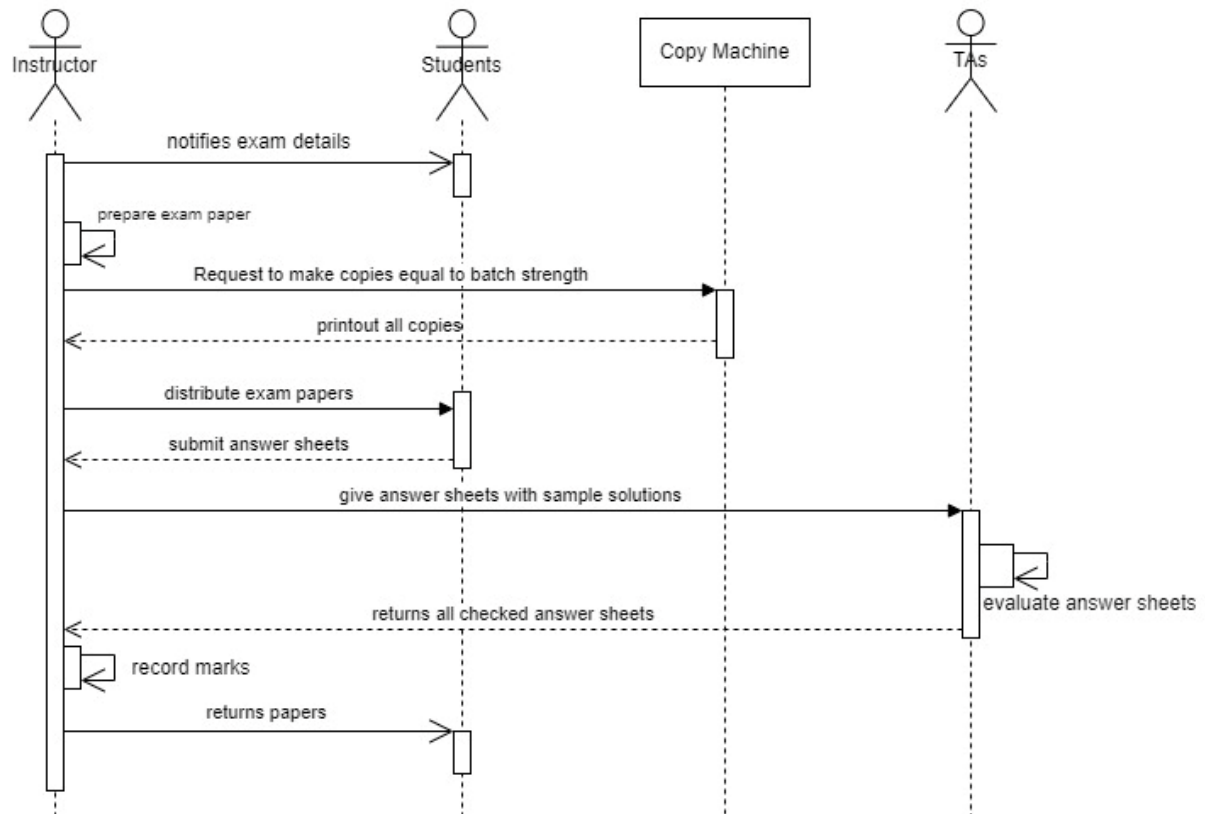 Instructor
Students
Copy Machine
TAs
notifies exam details
prepare exam paper
Request to make copies equal to batch strength
printout all copies
distribute exam papers
submit answer sheets
give answer sheets with sample solutions
evaluate answer sheets
returns all checked answer sheets
record marks
returns papers